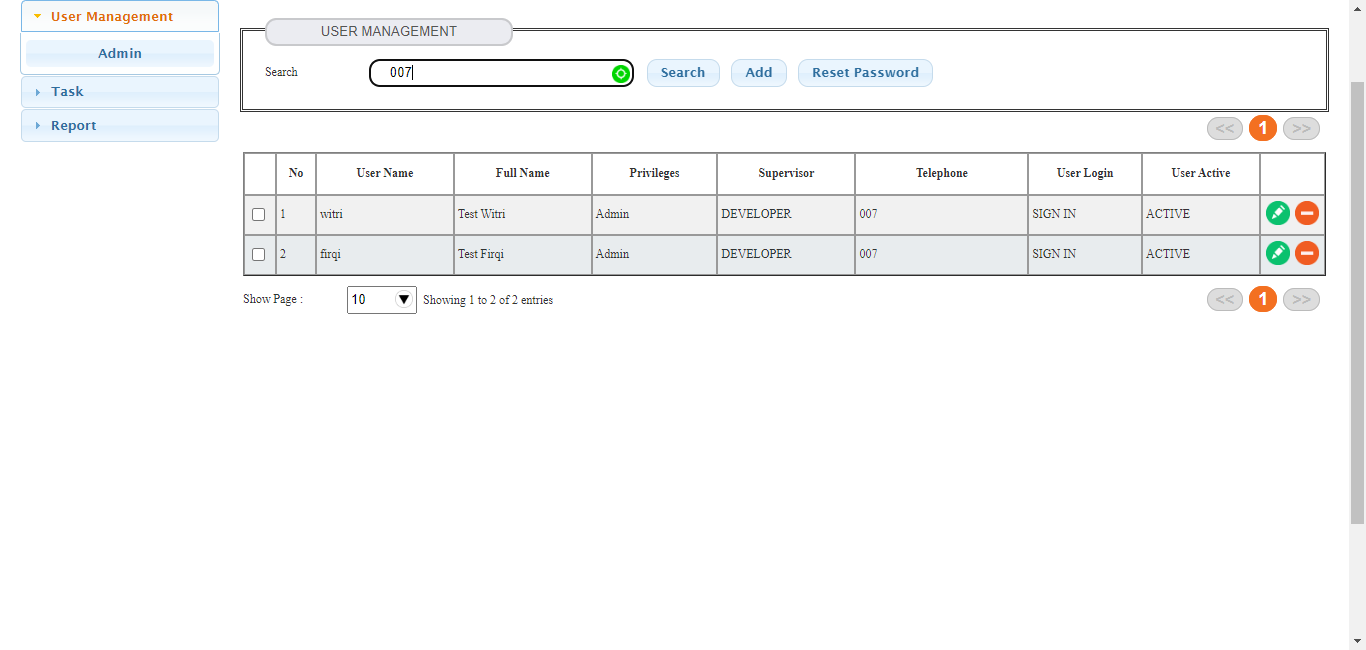 User Management
Admin
Task
Report
USER MANAGEMENT
Search 007 Search Add Reset Password
<< 1 >>
No User Name Full Name Privileges Supervisor Telephone User Login User Active
1 witri Test Witri Admin DEVELOPER 007 SIGN IN ACTIVE
2 firqi Test Firqi Admin DEVELOPER 007 SIGN IN ACTIVE
Show Page : 10 Showing 1 to 2 of 2 entries << 1 >>